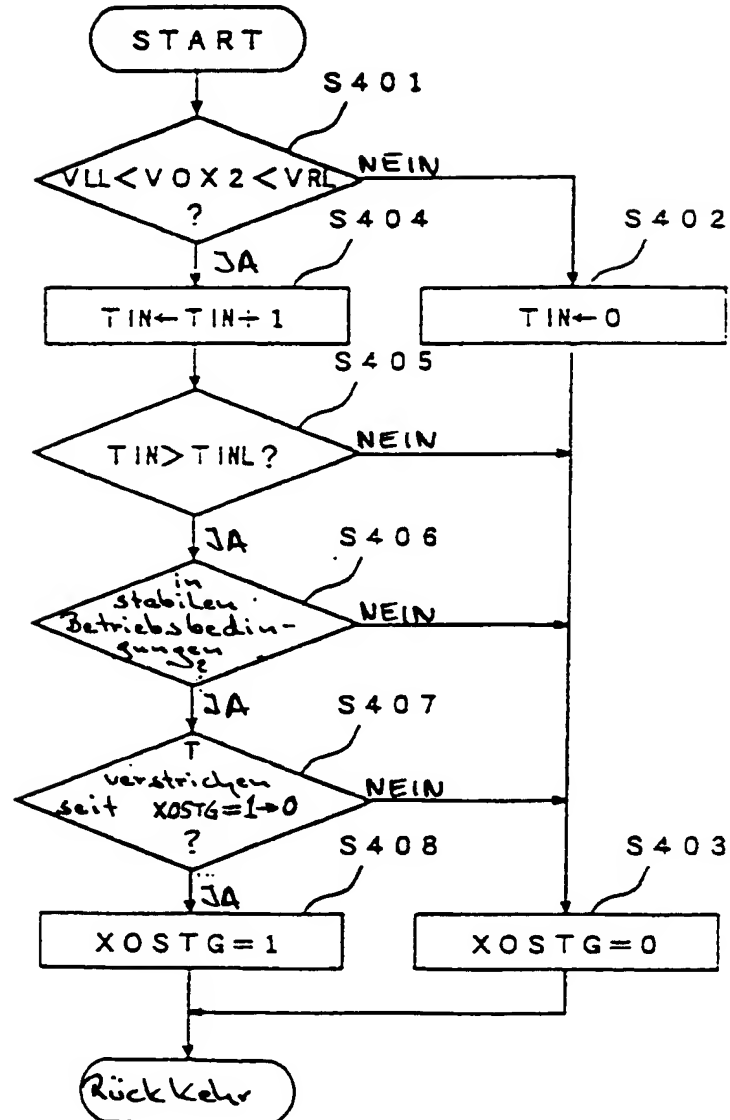 START
S401
VLL<VOX2<VRL
?
NEIN
JA
S404
S402
TIN←TIN+1
TIN←0
S405
TIN>TINL?
NEIN
JA
S406
in
stabilen
Betriebsbedin-
gungen
?
NEIN
JA
S407
T
verstrichen
seit XOSTG=1→0
?
NEIN
JA
S408
S403
XOSTG=1
XOSTG=0
Rückkehr